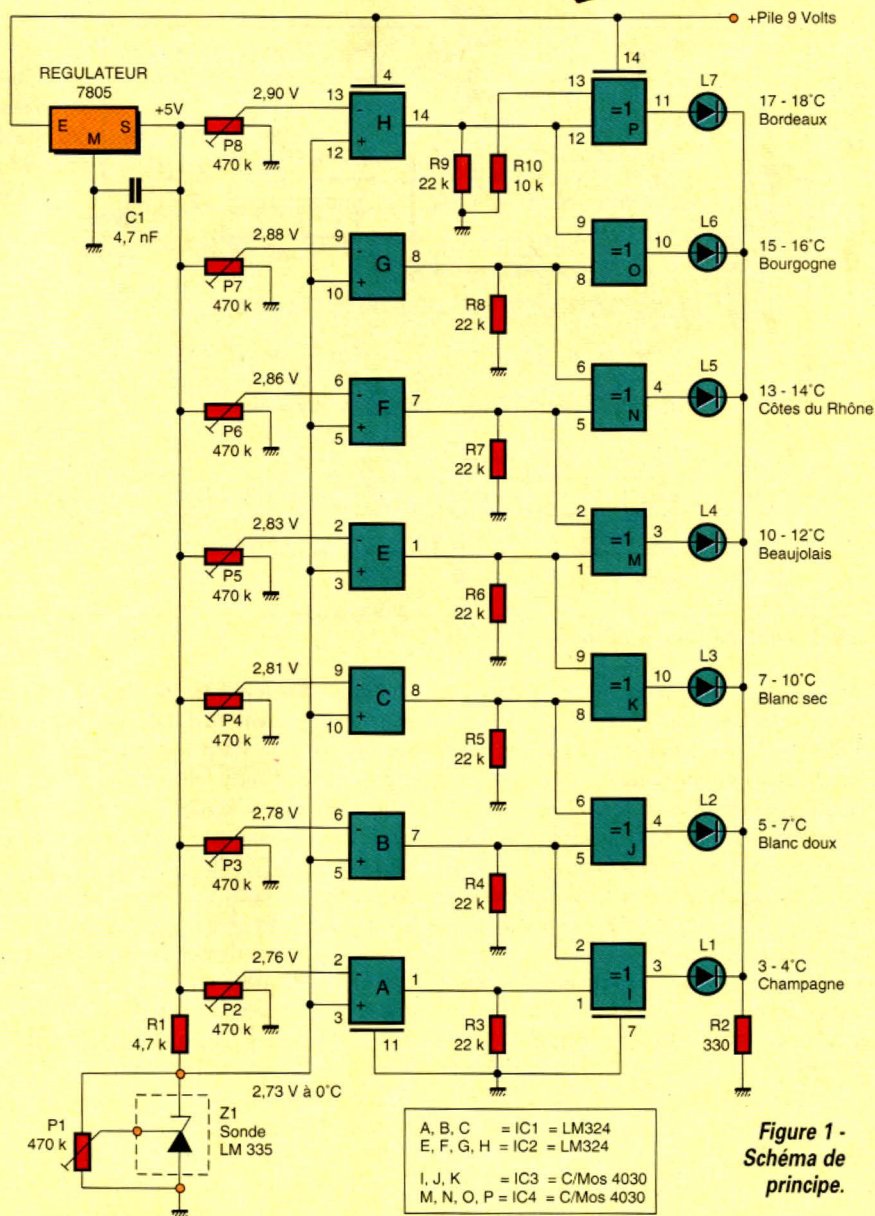 +Pile 9 Volts
REGULATEUR
7805
+5V
E
M
S
C1
4,7 nF
2,90 V
P8
470 k
13
-
H
+
12
4
14
R9
22 k
R10
10 k
14
13
=1
P
12
11
L7
17 - 18°C
Bordeaux
2,88 V
P7
470 k
9
-
G
+
10
8
R8
22 k
9
=1
O
8
10
L6
15 - 16°C
Bourgogne
2,86 V
P6
470 k
6
-
F
+
5
7
R7
22 k
6
=1
N
5
4
L5
13 - 14°C
Côtes du Rhône
2,83 V
P5
470 k
2
-
E
+
3
1
R6
22 k
2
=1
M
1
3
L4
10 - 12°C
Beaujolais
2,81 V
P4
470 k
9
-
C
+
10
8
R5
22 k
9
=1
K
8
10
L3
7 - 10°C
Blanc sec
2,78 V
P3
470 k
6
-
B
+
5
7
R4
22 k
6
=1
J
5
4
L2
5 - 7°C
Blanc doux
2,76 V
P2
470 k
2
-
A
+
3
1
11
R3
22 k
2
=1
I
1
3
7
L1
3 - 4°C
Champagne
R2
330
R1
4,7 k
2,73 V à 0°C
P1
470 k
Z1
Sonde
LM 335
A, B, C = IC1 = LM324
E, F, G, H = IC2 = LM324
I, J, K = IC3 = C/Mos 4030
M, N, O, P = IC4 = C/Mos 4030
Figure 1 -
Schéma de
principe.